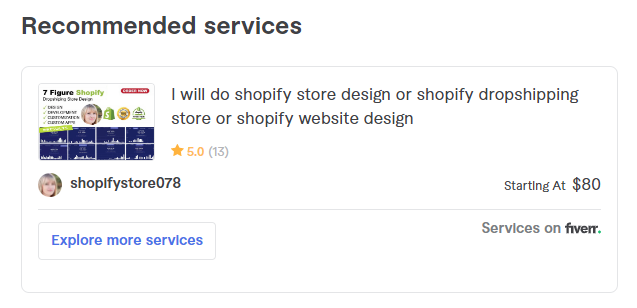 Recommended services
7 Figure Shopify
ORDER NOW
Dropshiping Store Design
✓ DESIGN
✓ DEVELOPMENT
✓ CUSTOMIZATION
✓ CUSTOM APPS
I will do shopify store design or shopify dropshipping
store or shopify website design
5.0 (13)
shopifystore078
Starting At $80
Explore more services
Services on fiverr.